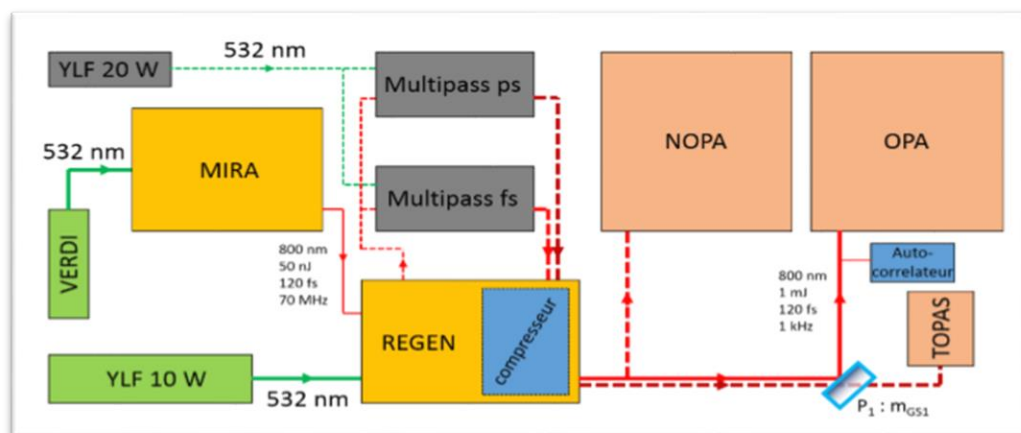 YLF 20 W
532 nm
Multipass ps
NOPA
OPA
532 nm
MIRA
Multipass fs
VERDI
800 nm
50 nJ
120 fs
70 MHz
800 nm
1 mJ
120 fs
1 kHz
Auto-
correlateur
REGEN
compresseur
TOPAS
YLF 10 W
532 nm
P1 : mGS1